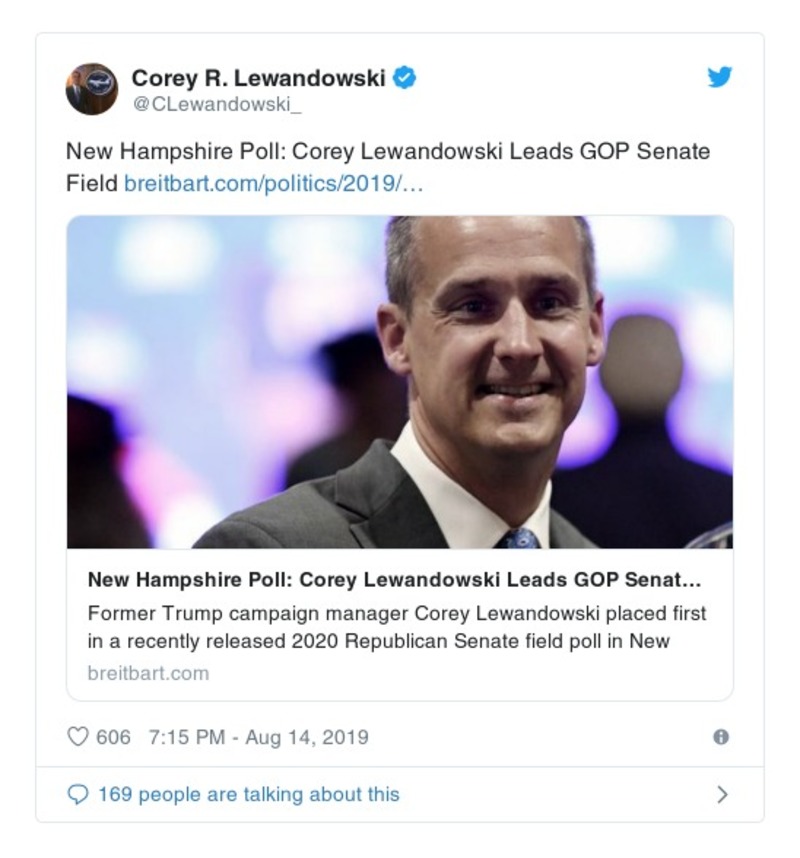 Corey R. Lewandowski
@CLewandowski_
New Hampshire Poll: Corey Lewandowski Leads GOP Senate
Field breitbart.com/politics/2019/…
New Hampshire Poll: Corey Lewandowski Leads GOP Senat…
Former Trump campaign manager Corey Lewandowski placed first
in a recently released 2020 Republican Senate field poll in New
breitbart.com
606 7:15 PM - Aug 14, 2019
169 people are talking about this